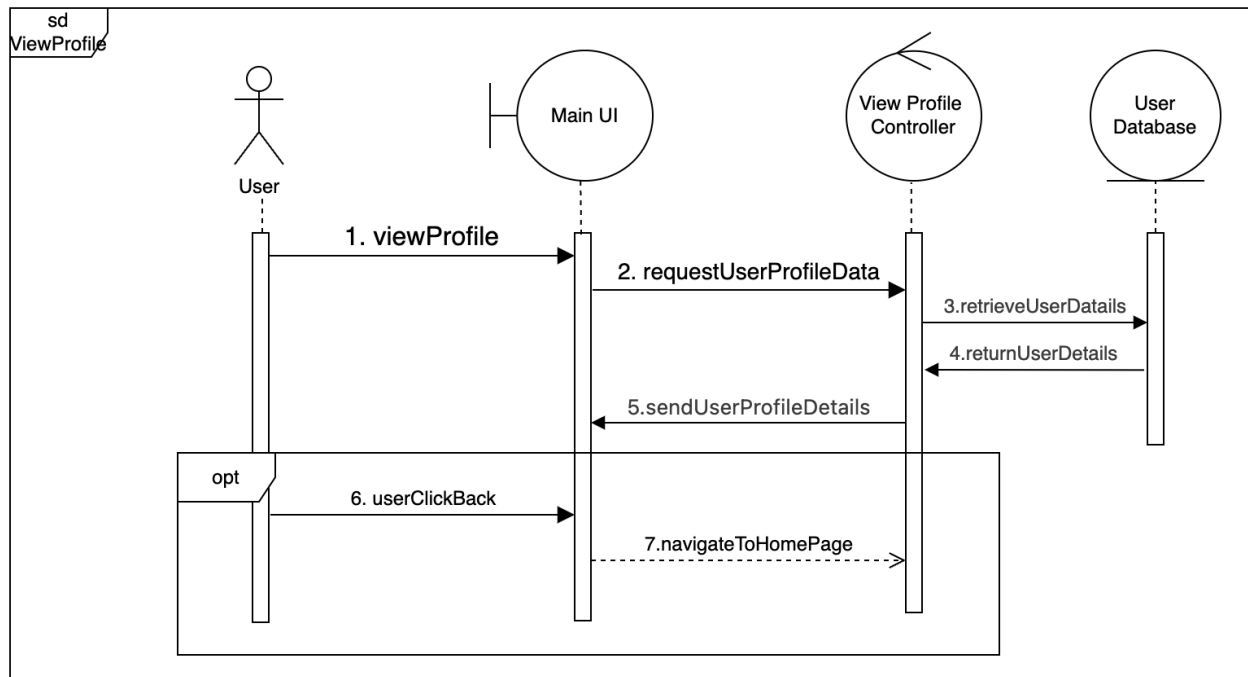 sd
ViewProfile
Main UI
View Profile
Controller
User
Database
User
1. viewProfile
2. requestUserProfileData
3.retrieveUserDatails
4.returnUserDetails
5.sendUserProfileDetails
opt
6. userClickBack
7.navigateToHomePage